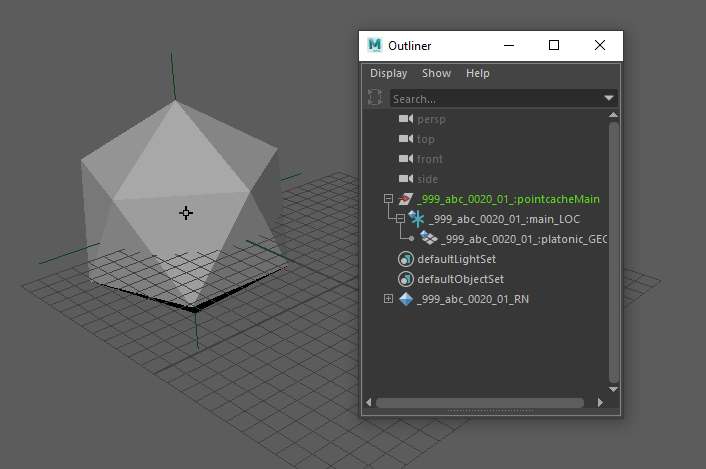 Outliner
Display Show Help
Search...
persp
top
front
side
_999_abc_0020_01_:pointcacheMain
_999_abc_0020_01_:main_LOC
_999_abc_0020_01_:platonic_GEO
defaultLightSet
defaultObjectSet
_999_abc_0020_01_RN